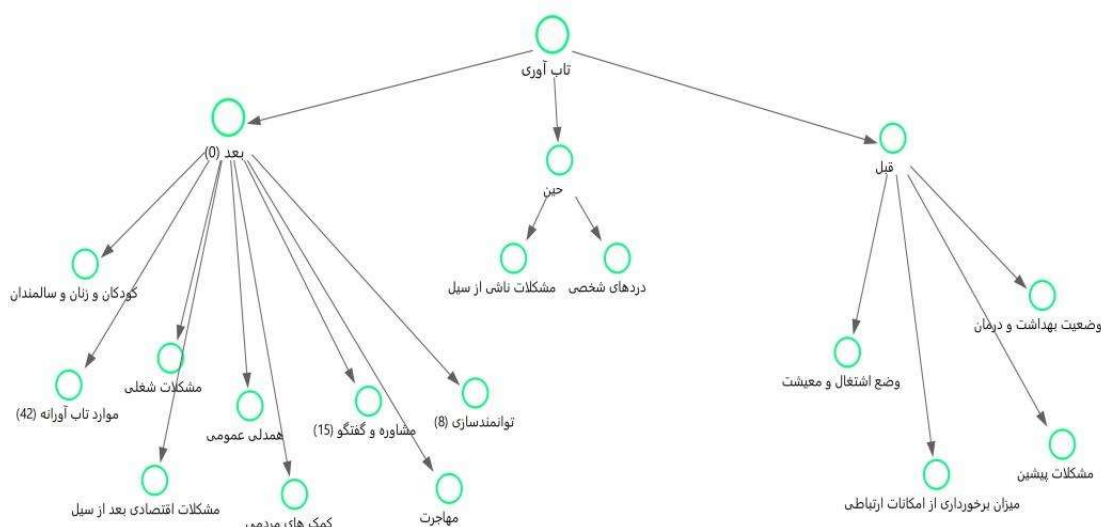 تاب آوری
قبل
حین
بعد (0)
وضعیت بهداشت و درمان
مشکلات پیشین
میزان برخورداری از امکانات ارتباطی
وضع اشتغال و معیشت
دردهای شخصی
مشکلات ناشی از سیل
توانمندسازی (8)
مهاجرت
مشاوره و گفتگو (15)
کمک های مردمی
همدلی عمومی
مشکلات اقتصادی بعد از سیل
مشکلات شغلی
موارد تاب آورانه (42)
کودکان و زنان و سالمندان